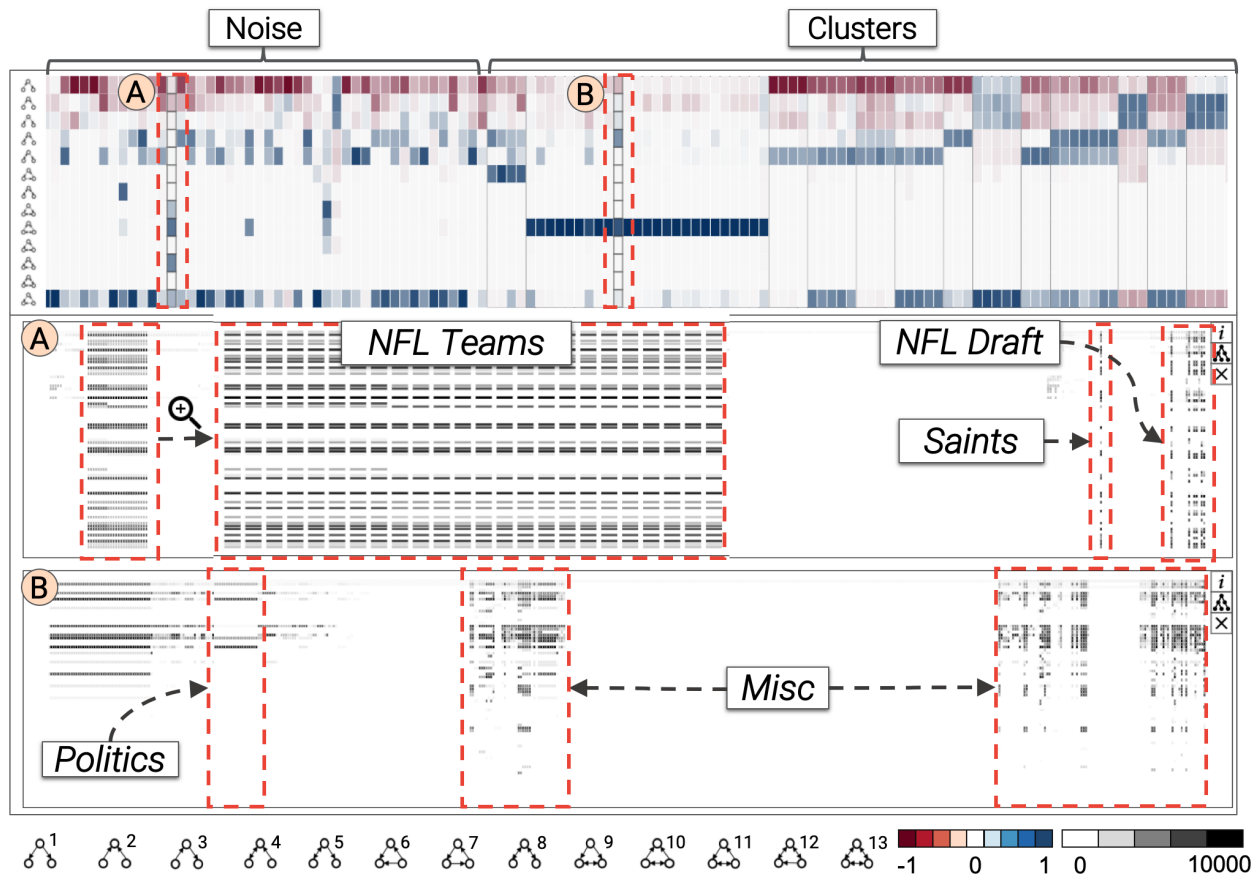 Noise
Clusters
A
B
A
NFL Teams
NFL Draft
Saints
i
B
Politics
Misc
i
1 2 3 4 5 6 7 8 9 10 11 12 13
-1 0 1
0 10000